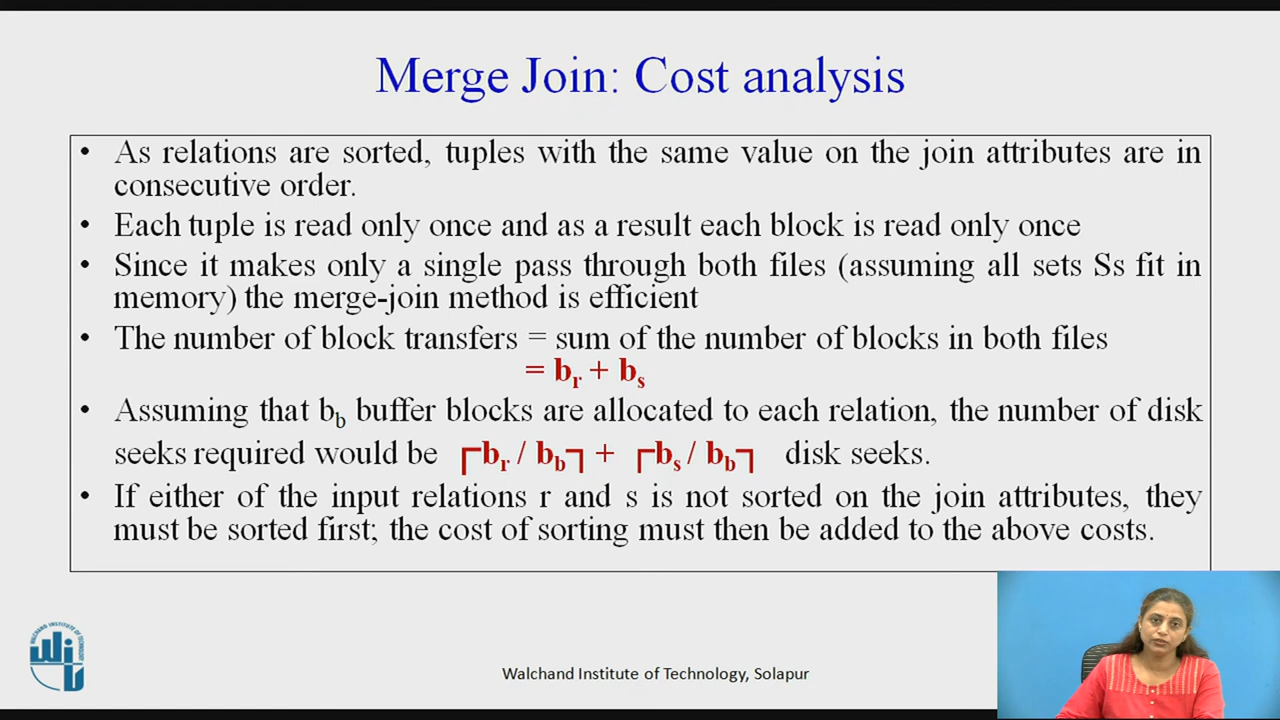 Merge Join: Cost analysis
• As relations are sorted, tuples with the same value on the join attributes are in
consecutive order.
• Each tuple is read only once and as a result each block is read only once
• Since it makes only a single pass through both files (assuming all sets Ss fit in
memory) the merge-join method is efficient
• The number of block transfers = sum of the number of blocks in both files
= br + bs
• Assuming that bb buffer blocks are allocated to each relation, the number of disk
seeks required would be ⌈br / bb⌉ + ⌈bs / bb⌉ disk seeks.
• If either of the input relations r and s is not sorted on the join attributes, they
must be sorted first; the cost of sorting must then be added to the above costs.
WALCHAND INSTITUTE OF TECHNOLOGY
Walchand Institute of Technology, Solapur